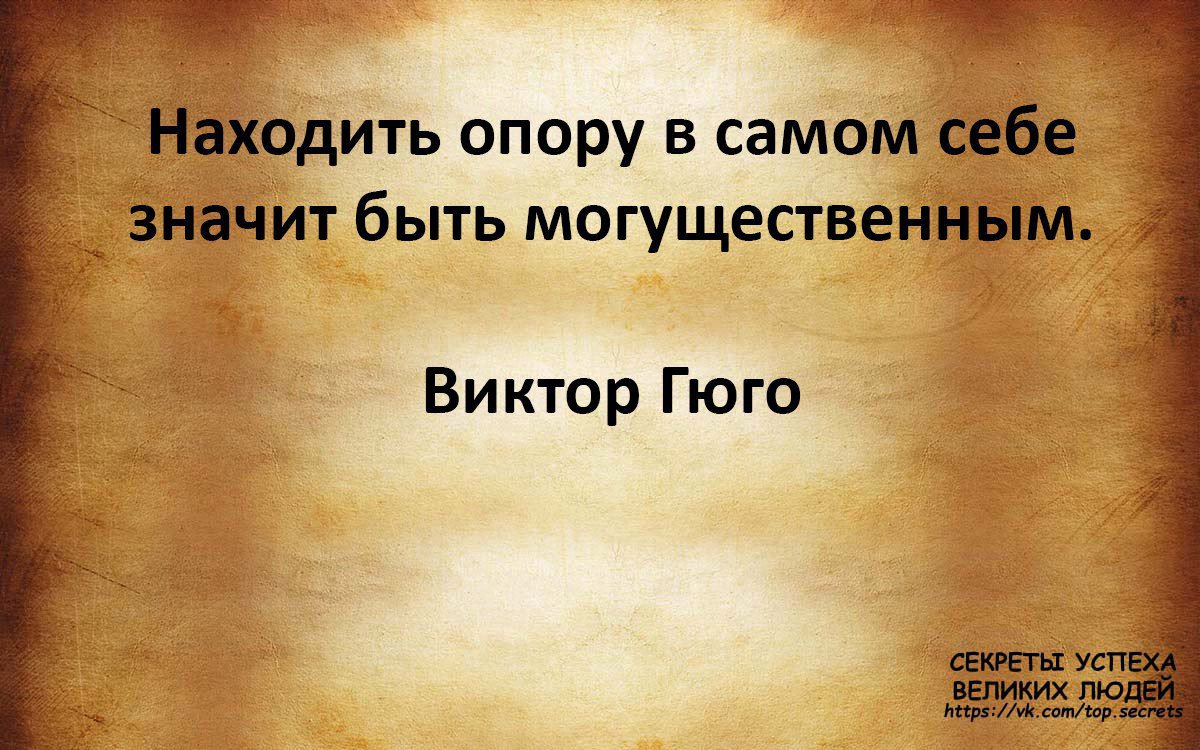 Находить опору в самом себе
значит быть могущественным.
Виктор Гюго
СЕКРЕТЫ УСПЕХА
ВЕЛИКИХ ЛЮДЕЙ
https://vk.com/top.secrets